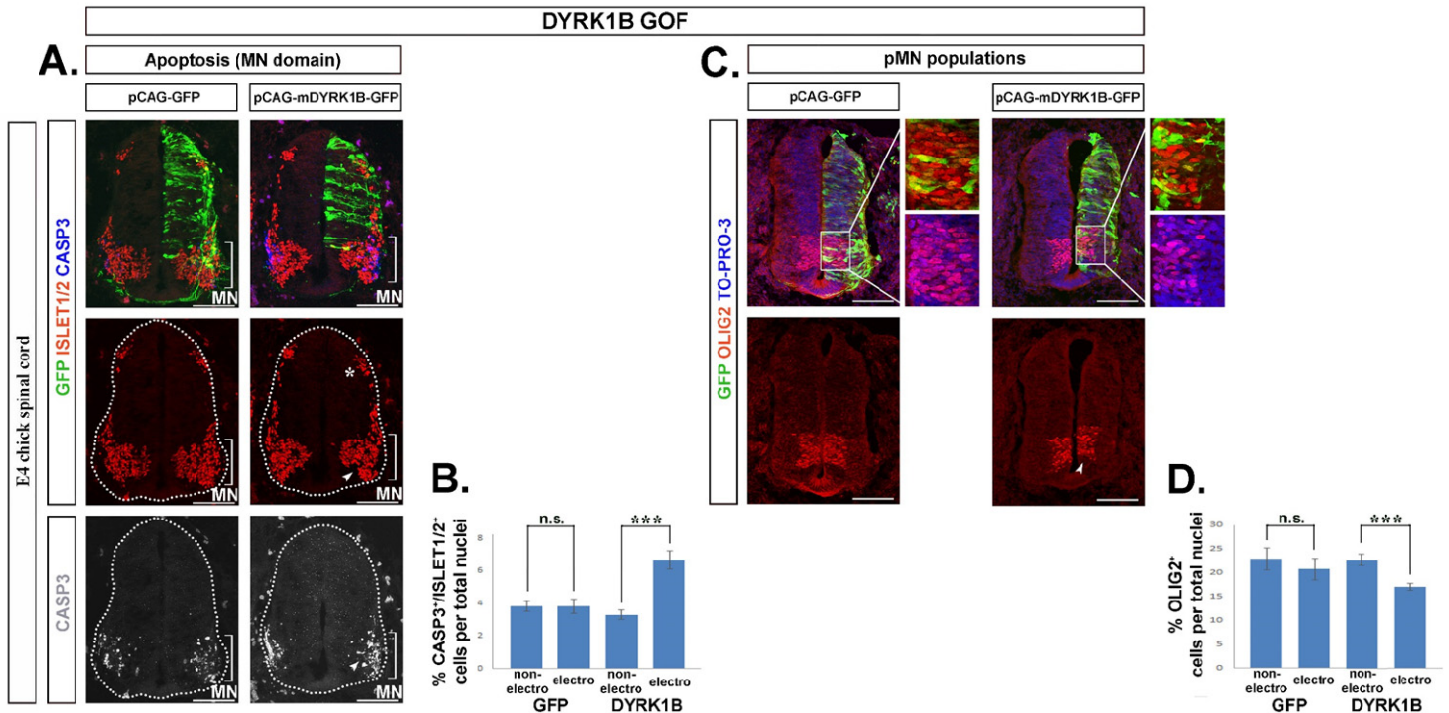 DYRK1B GOF
A.
Apoptosis (MN domain)
pCAG-GFP
pCAG-mDYRK1B-GFP
E4 chick spinal cord
GFP ISLET1/2 CASP3
CASP3
MN
MN
*
MN
MN
MN
MN
B.
% CASP3⁺/ISLET1/2⁺
cells per total nuclei
8
6
4
2
0
n.s.
***
non-
electro
electro
non-
electro
electro
GFP
DYRK1B
C.
pMN populations
pCAG-GFP
pCAG-mDYRK1B-GFP
GFP OLIG2 TO-PRO-3
D.
% OLIG2⁺
cells per total nuclei
30
25
20
15
10
5
0
n.s.
***
non-
electro
electro
non-
electro
electro
GFP
DYRK1B